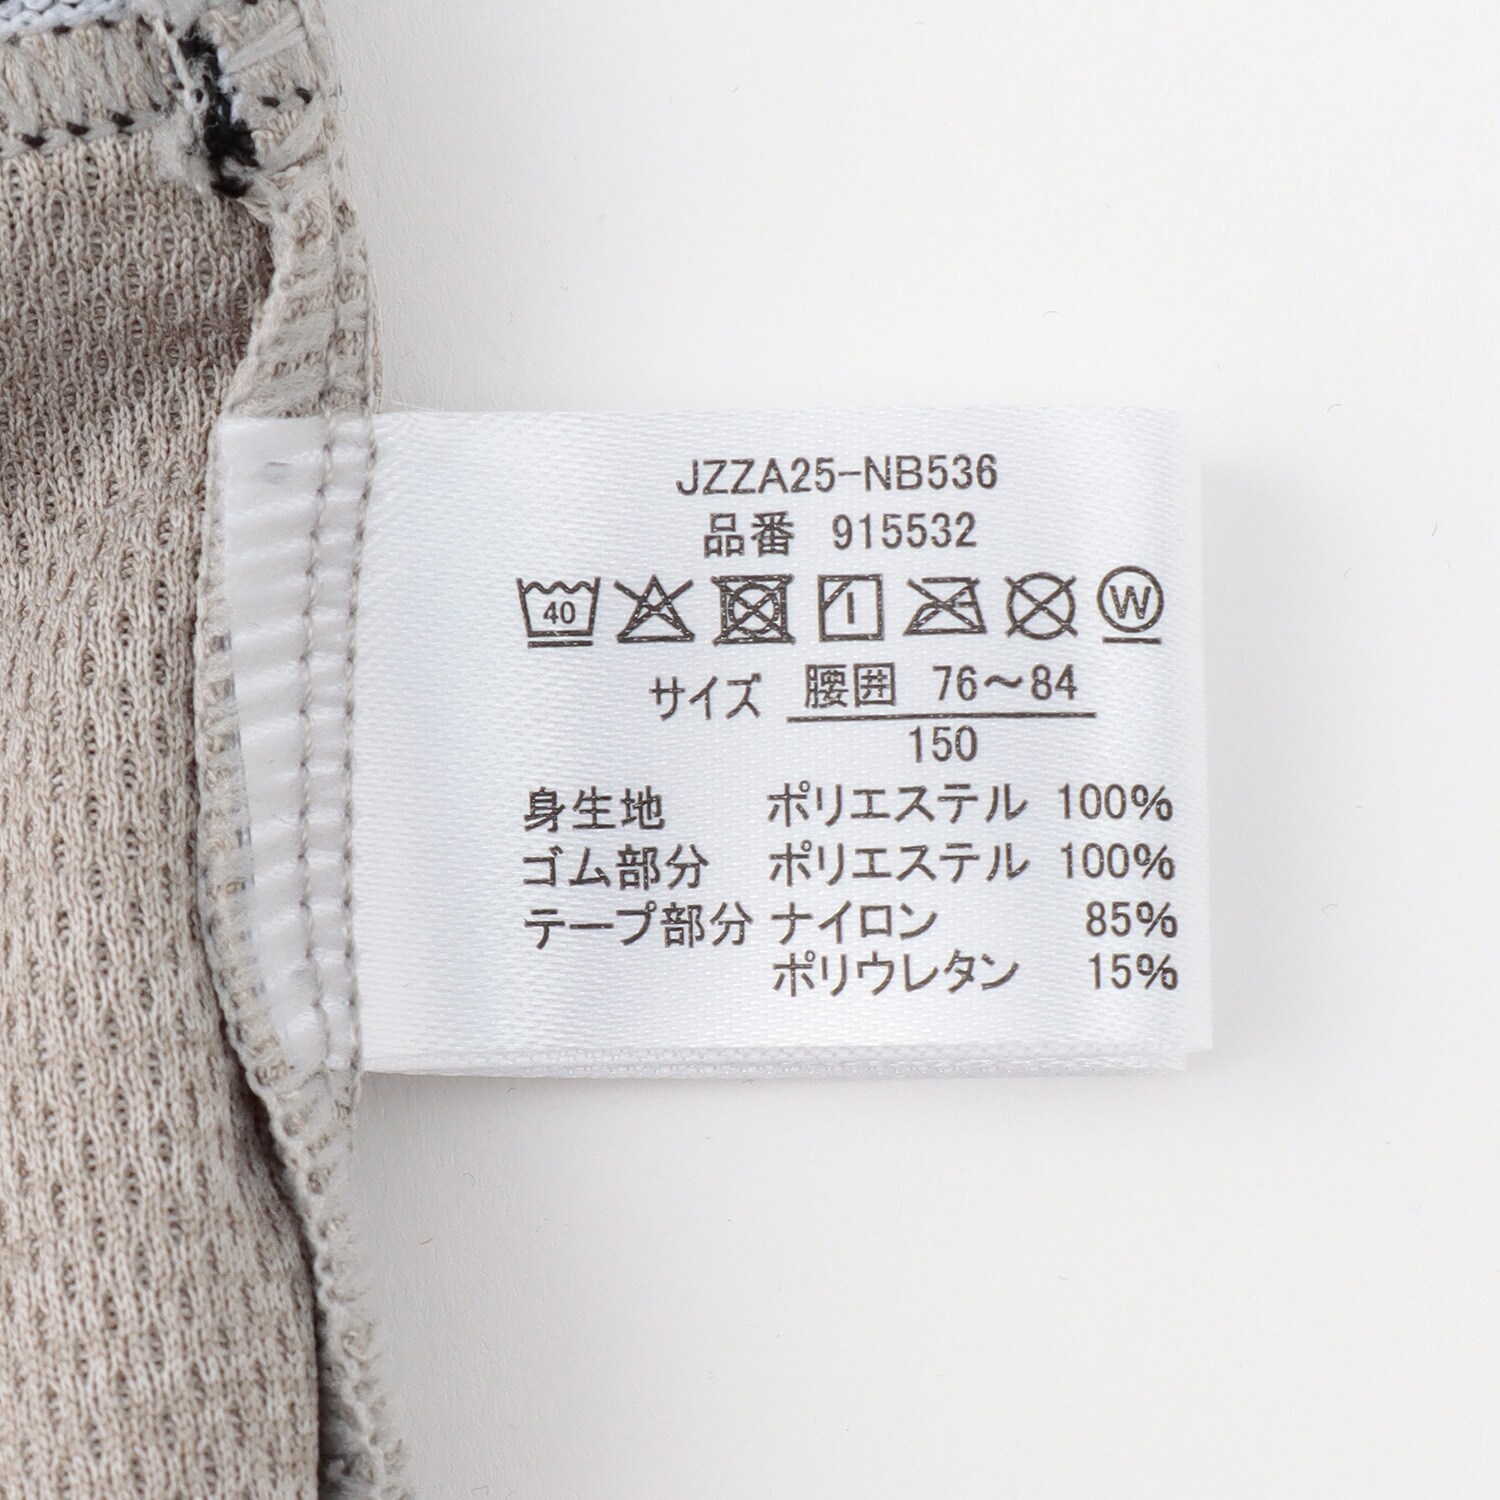 JZZA25-NB536
品番 915532
40 W
サイズ 腰囲 76～84
150
身生地 ポリエステル 100%
ゴム部分 ポリエステル 100%
テープ部分 ナイロン 85%
ポリウレタン 15%